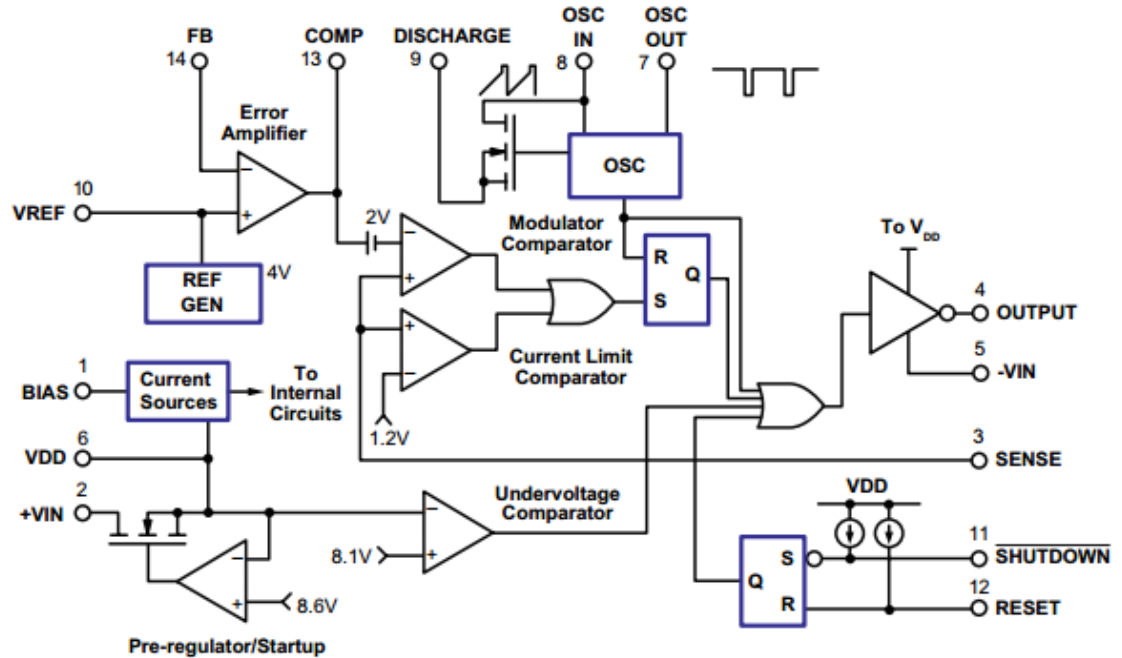 FB
14
COMP
13
DISCHARGE
9
OSC
IN
8
OSC
OUT
7
Error
Amplifier
−
+
10
VREF
REF
GEN
4V
OSC
2V
−
+
Modulator
Comparator
R
Q
S
To VDD
4
OUTPUT
5
-VIN
+
−
Current Limit
Comparator
1.2V
1
BIAS
Current
Sources
To
Internal
Circuits
6
VDD
3
SENSE
2
+VIN
−
+
8.1V
Undervoltage
Comparator
−
+
8.6V
VDD
S
Q
R
11
SHUTDOWN
12
RESET
Pre-regulator/Startup